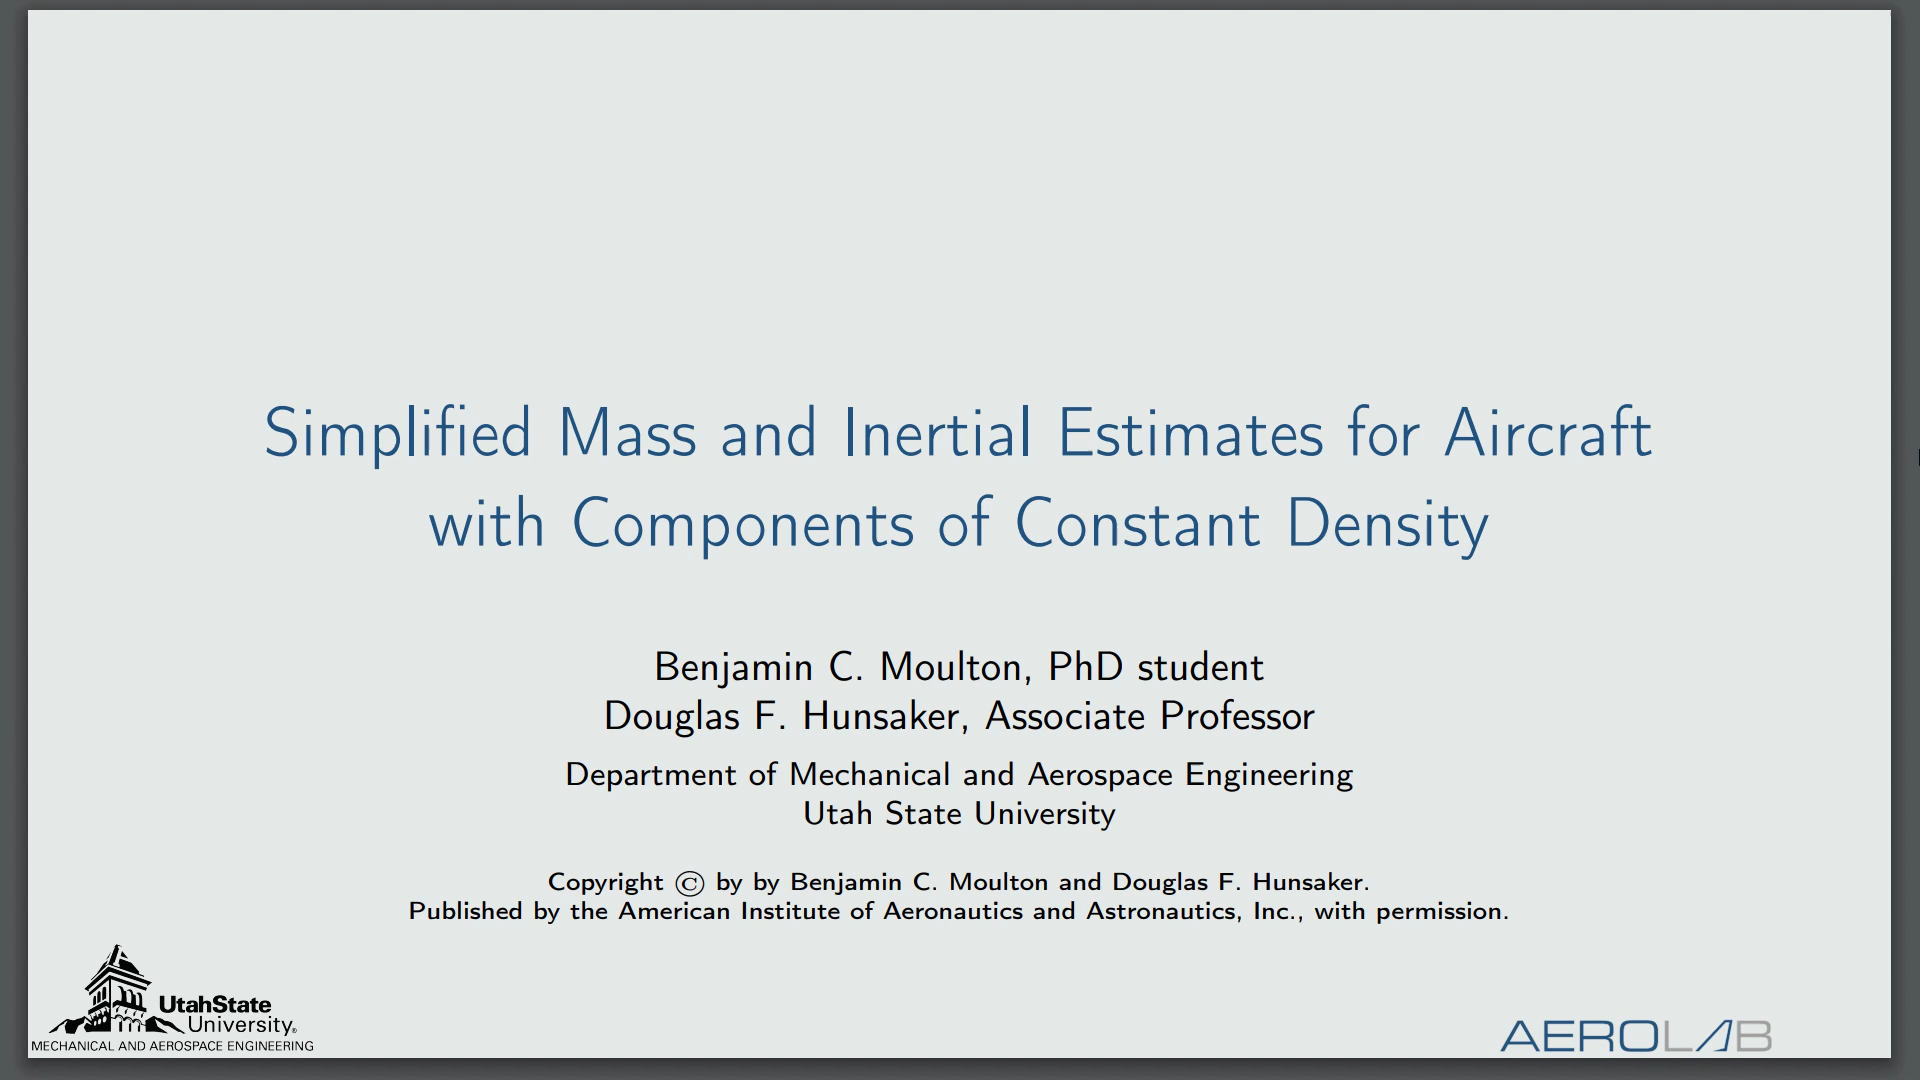 Simplified Mass and Inertial Estimates for Aircraft
with Components of Constant Density
Benjamin C. Moulton, PhD student
Douglas F. Hunsaker, Associate Professor
Department of Mechanical and Aerospace Engineering
Utah State University
Copyright © by by Benjamin C. Moulton and Douglas F. Hunsaker.
Published by the American Institute of Aeronautics and Astronautics, Inc., with permission.
UtahState
University®
MECHANICAL AND AEROSPACE ENGINEERING
AEROLAB